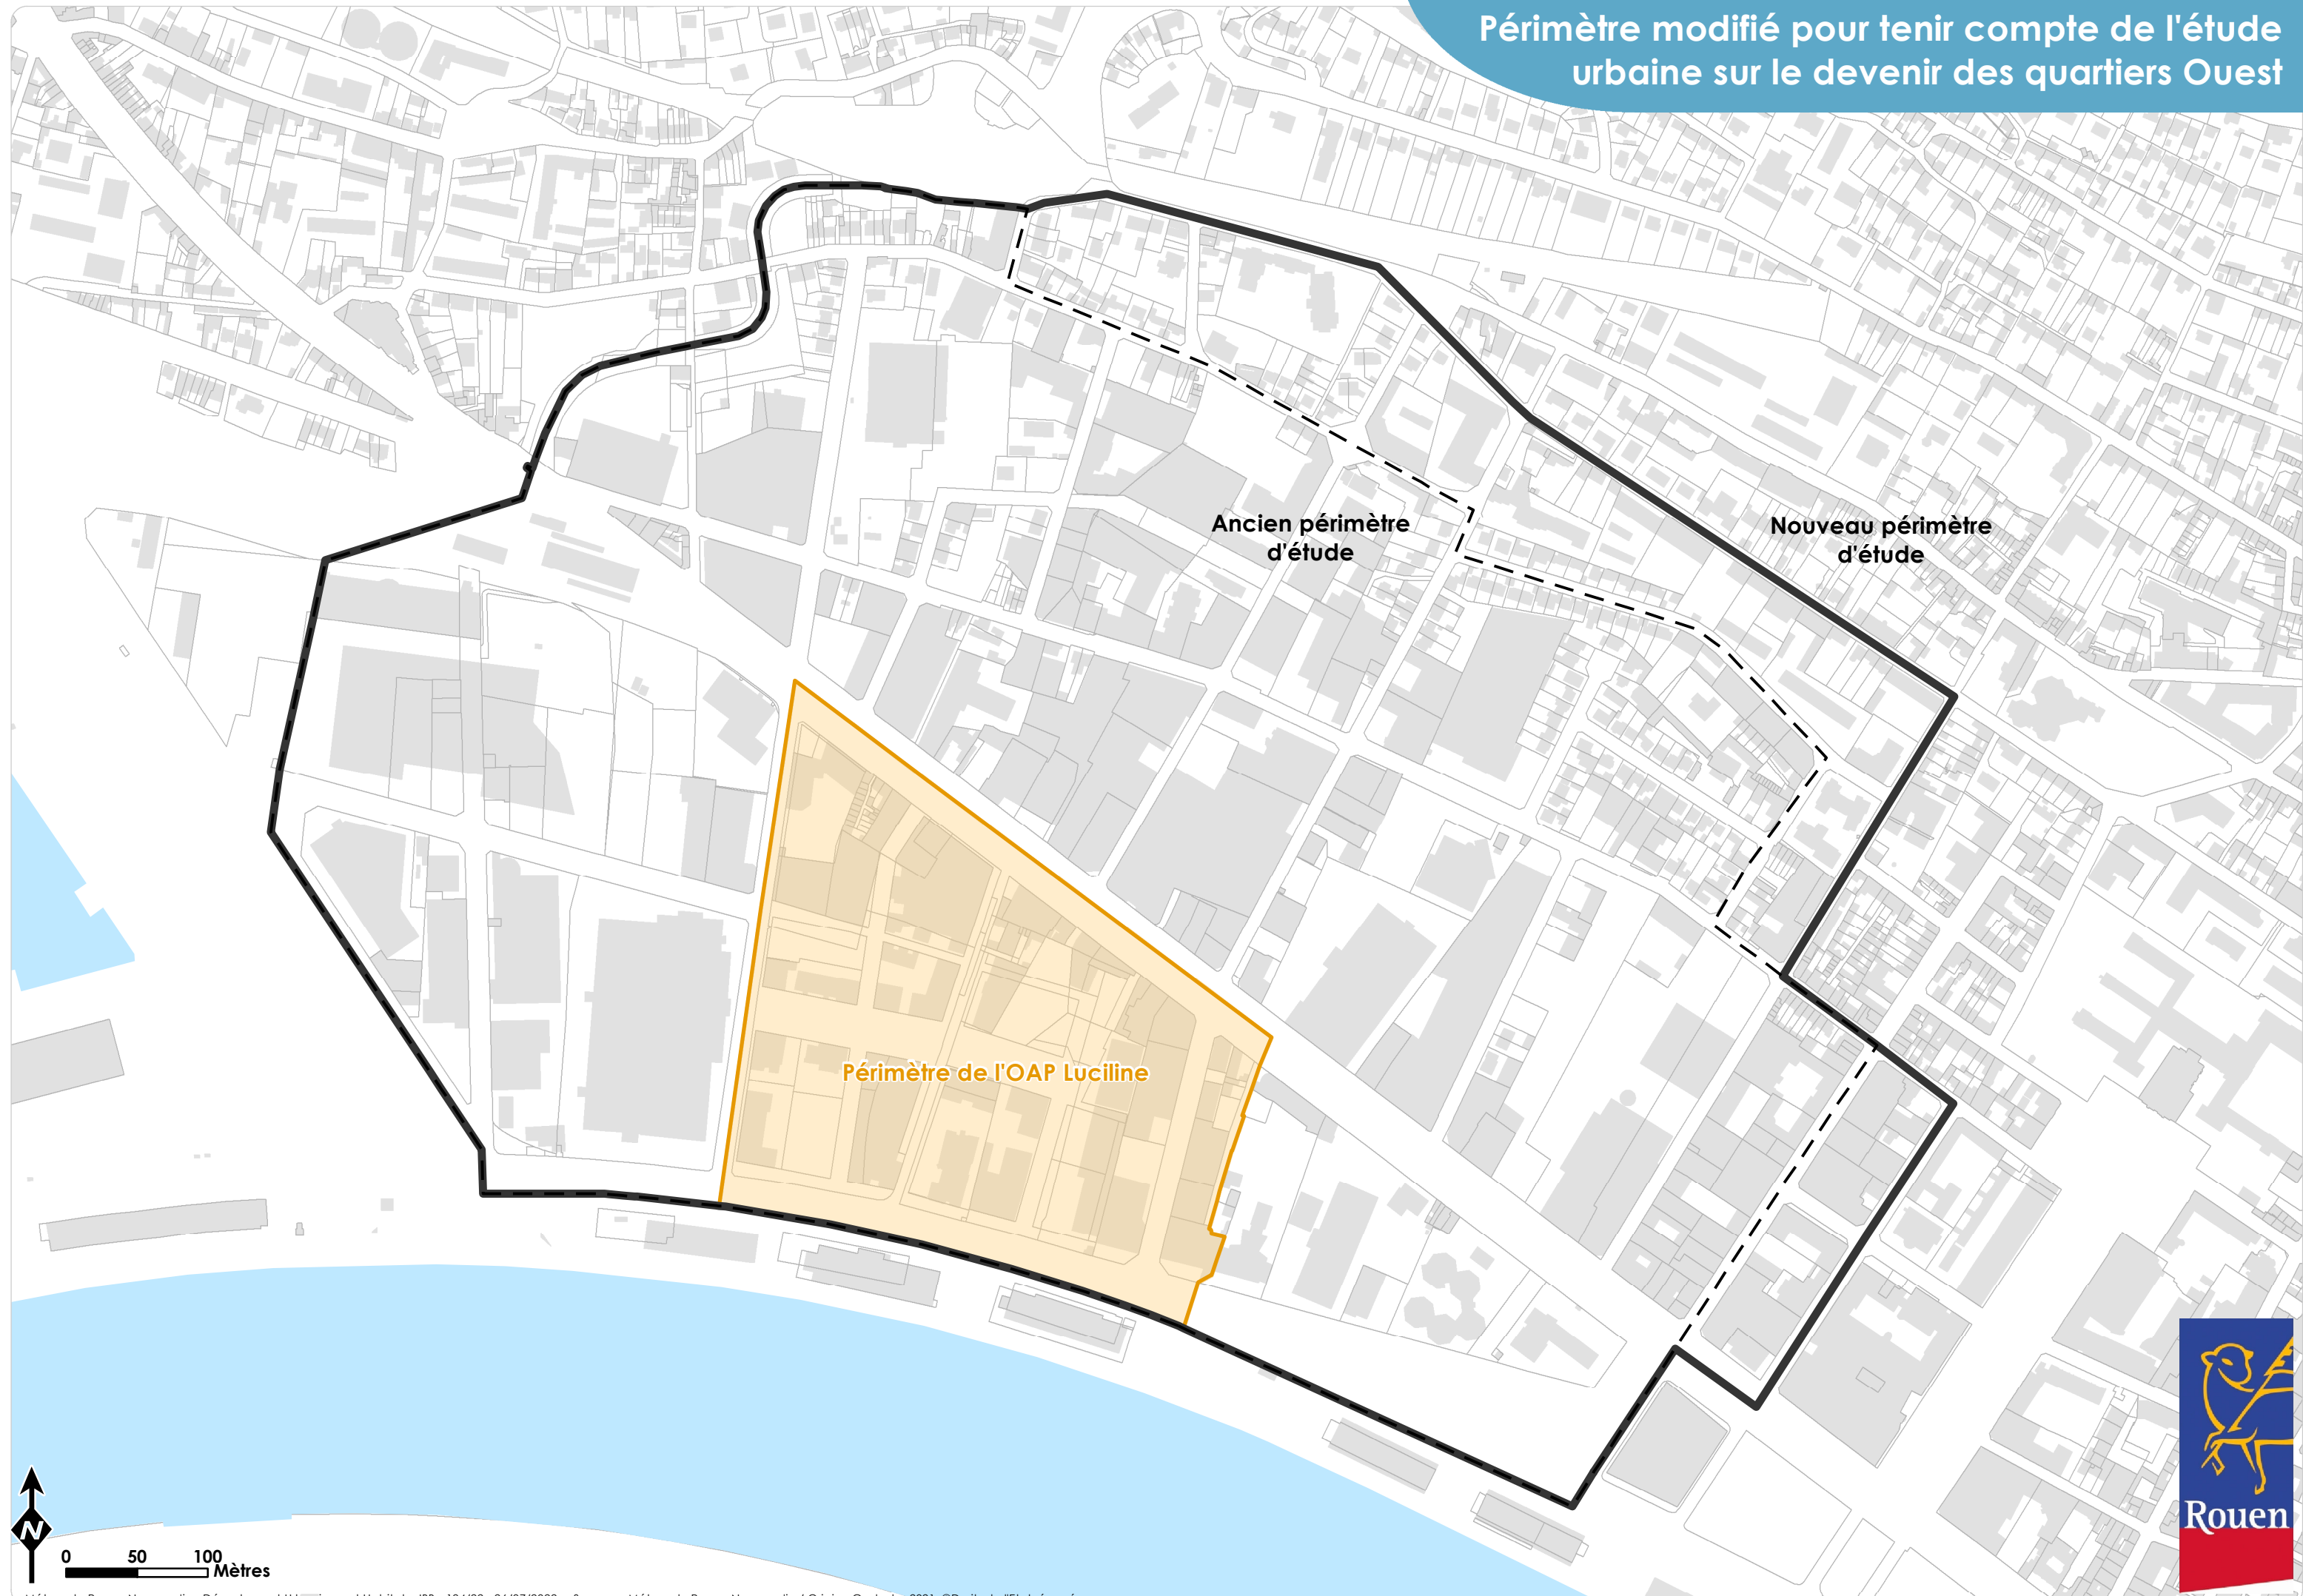 Périmètre modifié pour tenir compte de l'étude
urbaine sur le devenir des quartiers Ouest
Ancien périmètre
d'étude
Nouveau périmètre
d'étude
Périmètre de l'OAP Luciline
N
0 50 100
Mètres
Rouen